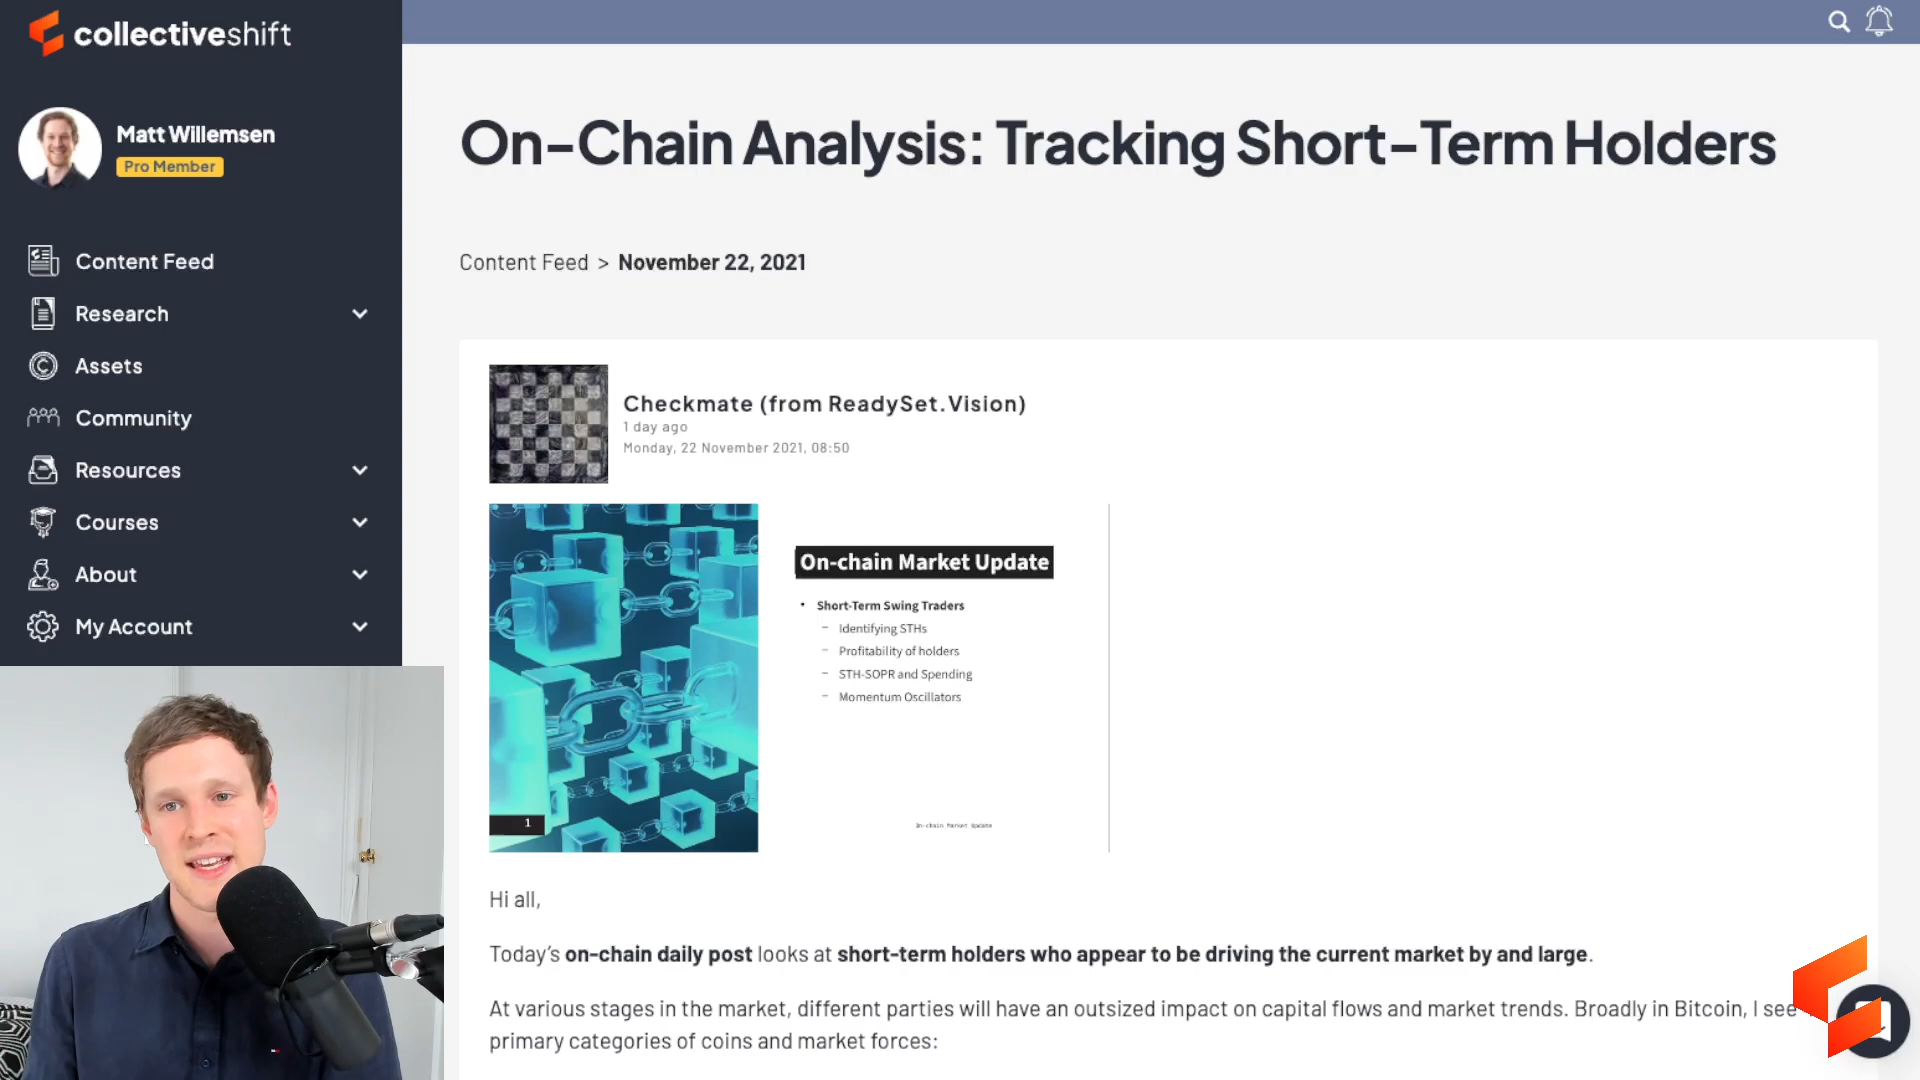 collectiveshift
Matt Willemsen
Pro Member
Content Feed
Research
Assets
Community
Resources
Courses
About
My Account
On-Chain Analysis: Tracking Short-Term Holders
Content Feed > November 22, 2021
Checkmate (from ReadySet.Vision)
1 day ago
Monday, 22 November 2021, 08:50
On-chain Market Update
• Short-Term Swing Traders
– Identifying STHs
– Profitability of holders
– STH-SOPR and Spending
– Momentum Oscillators
1
On-chain Market Update
Hi all,
Today's on-chain daily post looks at short-term holders who appear to be driving the current market by and large.
At various stages in the market, different parties will have an outsized impact on capital flows and market trends. Broadly in Bitcoin, I see
primary categories of coins and market forces: